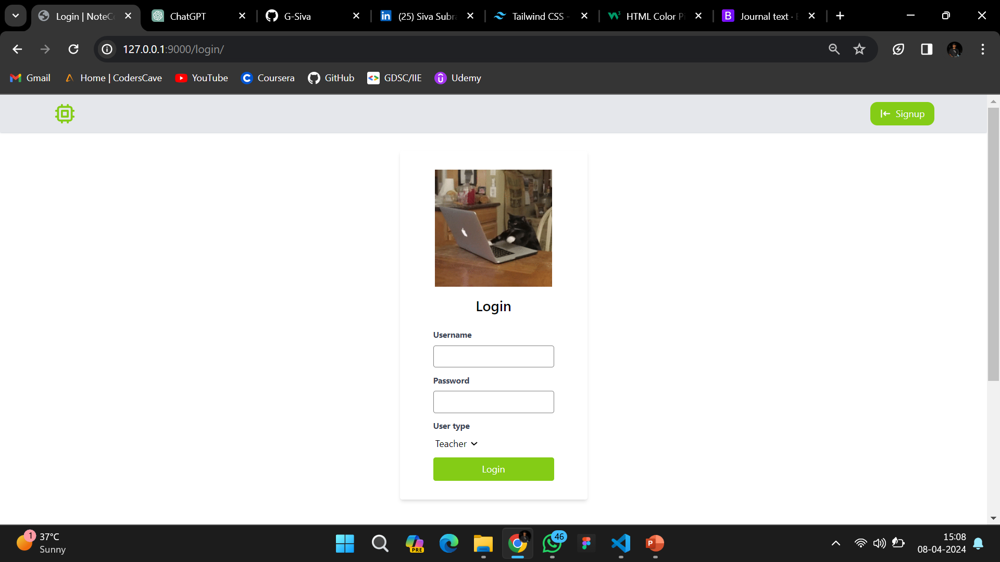 Login | NoteC
ChatGPT
G-Siva
(25) Siva Subra
Tailwind CSS -
HTML Color Pi
Journal text ·
127.0.0.1:9000/login/
Gmail
Home | CodersCave
YouTube
Coursera
GitHub
GDSC/IIE
Udemy
Signup
Login
Username
Password
User type
Teacher
Login
1
37°C
Sunny
PRE
46
15:08
08-04-2024